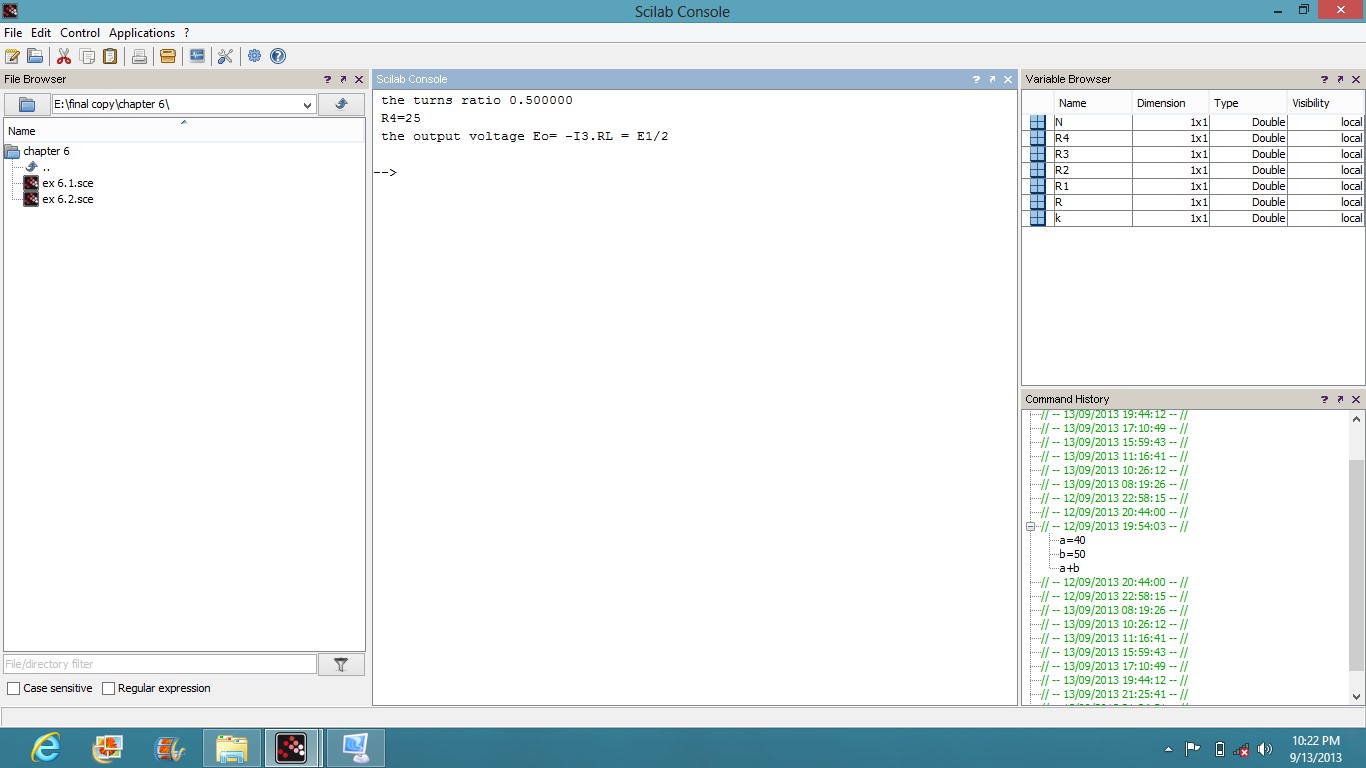 Scilab Console
File Edit Control Applications ?
File Browser
E:\final copy\chapter 6\
Name
chapter 6
..
ex 6.1.sce
ex 6.2.sce
File/directory filter
Case sensitive Regular expression
Scilab Console
the turns ratio 0.500000
R4=25
the output voltage Eo= -I3.RL = E1/2
-->
Variable Browser
Name Dimension Type Visibility
N 1x1 Double local
R4 1x1 Double local
R3 1x1 Double local
R2 1x1 Double local
R1 1x1 Double local
R 1x1 Double local
k 1x1 Double local
Command History
// -- 13/09/2013 19:44:12 -- //
// -- 13/09/2013 17:10:49 -- //
// -- 13/09/2013 15:59:43 -- //
// -- 13/09/2013 11:16:41 -- //
// -- 13/09/2013 10:26:12 -- //
// -- 13/09/2013 08:19:26 -- //
// -- 12/09/2013 22:58:15 -- //
// -- 12/09/2013 20:44:00 -- //
// -- 12/09/2013 19:54:03 -- //
a=40
b=50
a+b
// -- 12/09/2013 20:44:00 -- //
// -- 12/09/2013 22:58:15 -- //
// -- 13/09/2013 08:19:26 -- //
// -- 13/09/2013 10:26:12 -- //
// -- 13/09/2013 11:16:41 -- //
// -- 13/09/2013 15:59:43 -- //
// -- 13/09/2013 17:10:49 -- //
// -- 13/09/2013 19:44:12 -- //
// -- 13/09/2013 21:25:41 -- //
10:22 PM
9/13/2013